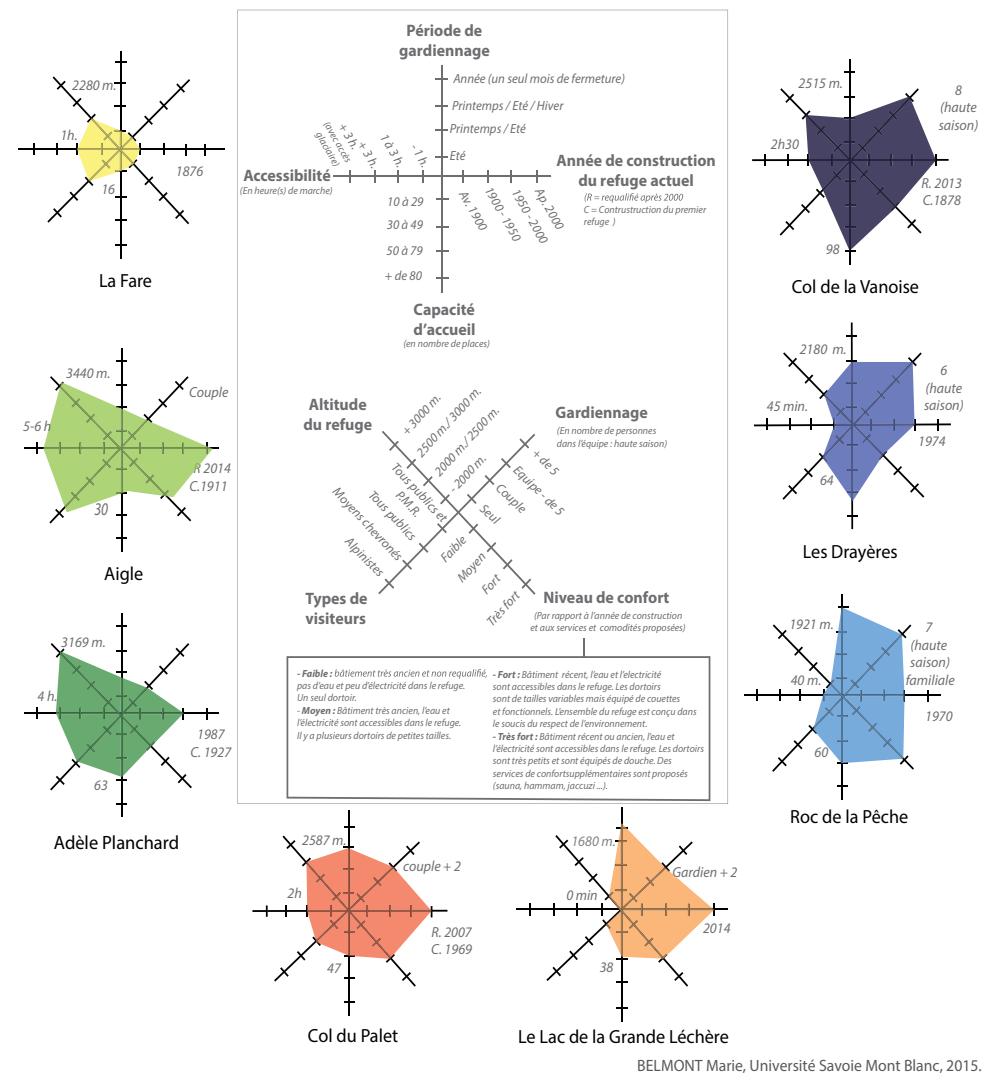 Période de
gardiennage
Année (un seul mois de fermeture)
Printemps / Eté / Hiver
Printemps / Eté
Eté
+ 3 h.
(avec accès
glaciaire)
+ 3 h.
1 à 3 h.
- 1 h.
Accessibilité
(En heure(s) de marche)
Année de construction
du refuge actuel
(R = requalifié après 2000
C = Contrustruction du premier
refuge )
Av. 1900
1900 - 1950
1950 - 2000
Ap. 2000
10 à 29
30 à 49
50 à 79
+ de 80
Capacité
d'accueil
(en nombre de places)
Altitude
du refuge
+ 3000 m.
2500 m./ 3000 m.
2000 m./ 2500 m.
- 2000 m.
Gardiennage
(En nombre de personnes
dans l'équipe : haute saison)
+ de 5
Equipe - de 5
Couple
Seul
Tous publics et
P.M.R.
Tous publics
Moyens chevronés
Alpinistes
Types de
visiteurs
Faible
Moyen
Fort
Très fort
Niveau de confort
(Par rapport à l'année de construction
et aux services et comodités proposées)
- Faible : bâtiement très ancien et non requalifié,
pas d'eau et peu d'électricité dans le refuge.
Un seul dortoir.
- Moyen : Bâtiment très ancien, l'eau et
l'électricité sont accessibles dans le refuge.
Il y a plusieurs dortoirs de petites tailles.
- Fort : Bâtiment récent, l'eau et l'électricité
sont accessibles dans le refuge. Les dortoirs
sont de tailles variables mais équipé de couettes
et fonctionnels. L'ensemble du refuge est conçu dans
le soucis du respect de l'environnement.
- Très fort : Bâtiment récent ou ancien, l'eau et
l'électricité sont accessibles dans le refuge. Les dortoirs
sont très petits et sont équipés de douche. Des
services de confortsupplémentaires sont proposés
(sauna, hammam, jaccuzi ...).
2280 m.
1h.
1876
16
La Fare
3440 m.
Couple
5-6 h
R 2014
C.1911
30
Aigle
3169 m.
4 h.
1987
C. 1927
63
Adèle Planchard
2587 m.
couple + 2
2h
R. 2007
C. 1969
47
Col du Palet
1680 m.
Gardien + 2
0 min
2014
38
Le Lac de la Grande Léchère
2515 m.
8
(haute
saison)
2h30
R. 2013
C.1878
98
Col de la Vanoise
2180 m.
6
(haute
saison)
45 min.
1974
64
Les Drayères
1921 m.
7
(haute
saison)
familiale
40 m.
1970
60
Roc de la Pêche
BELMONT Marie, Université Savoie Mont Blanc, 2015.